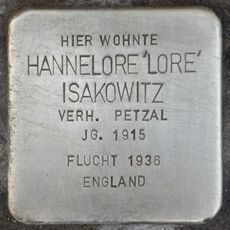 HIER WOHNTE
HANNELORE 'LORE'
ISAKOWITZ
VERH. PETZAL
JG. 1915
FLUCHT 1936
ENGLAND